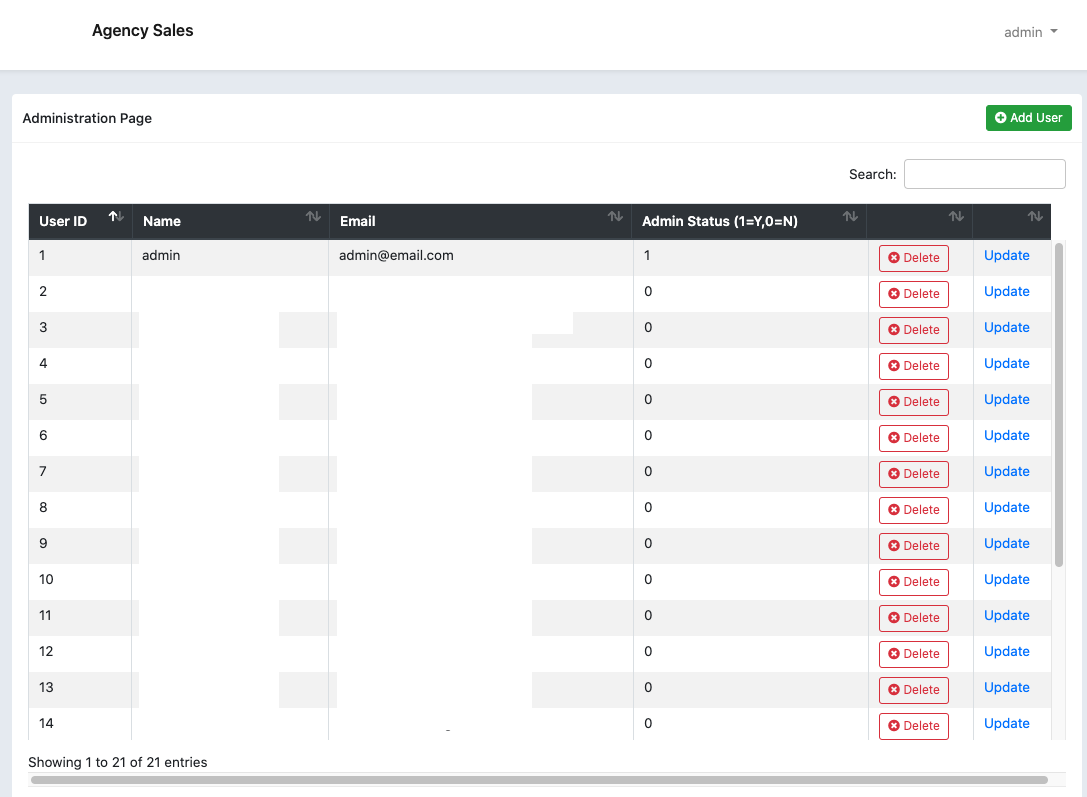 Agency Sales
admin
Administration Page
Add User
Search:
User ID Name Email Admin Status (1=Y,0=N)
1 admin admin@email.com 1 Delete Update
2 0 Delete Update
3 0 Delete Update
4 0 Delete Update
5 0 Delete Update
6 0 Delete Update
7 0 Delete Update
8 0 Delete Update
9 0 Delete Update
10 0 Delete Update
11 0 Delete Update
12 0 Delete Update
13 0 Delete Update
14 0 Delete Update
Showing 1 to 21 of 21 entries